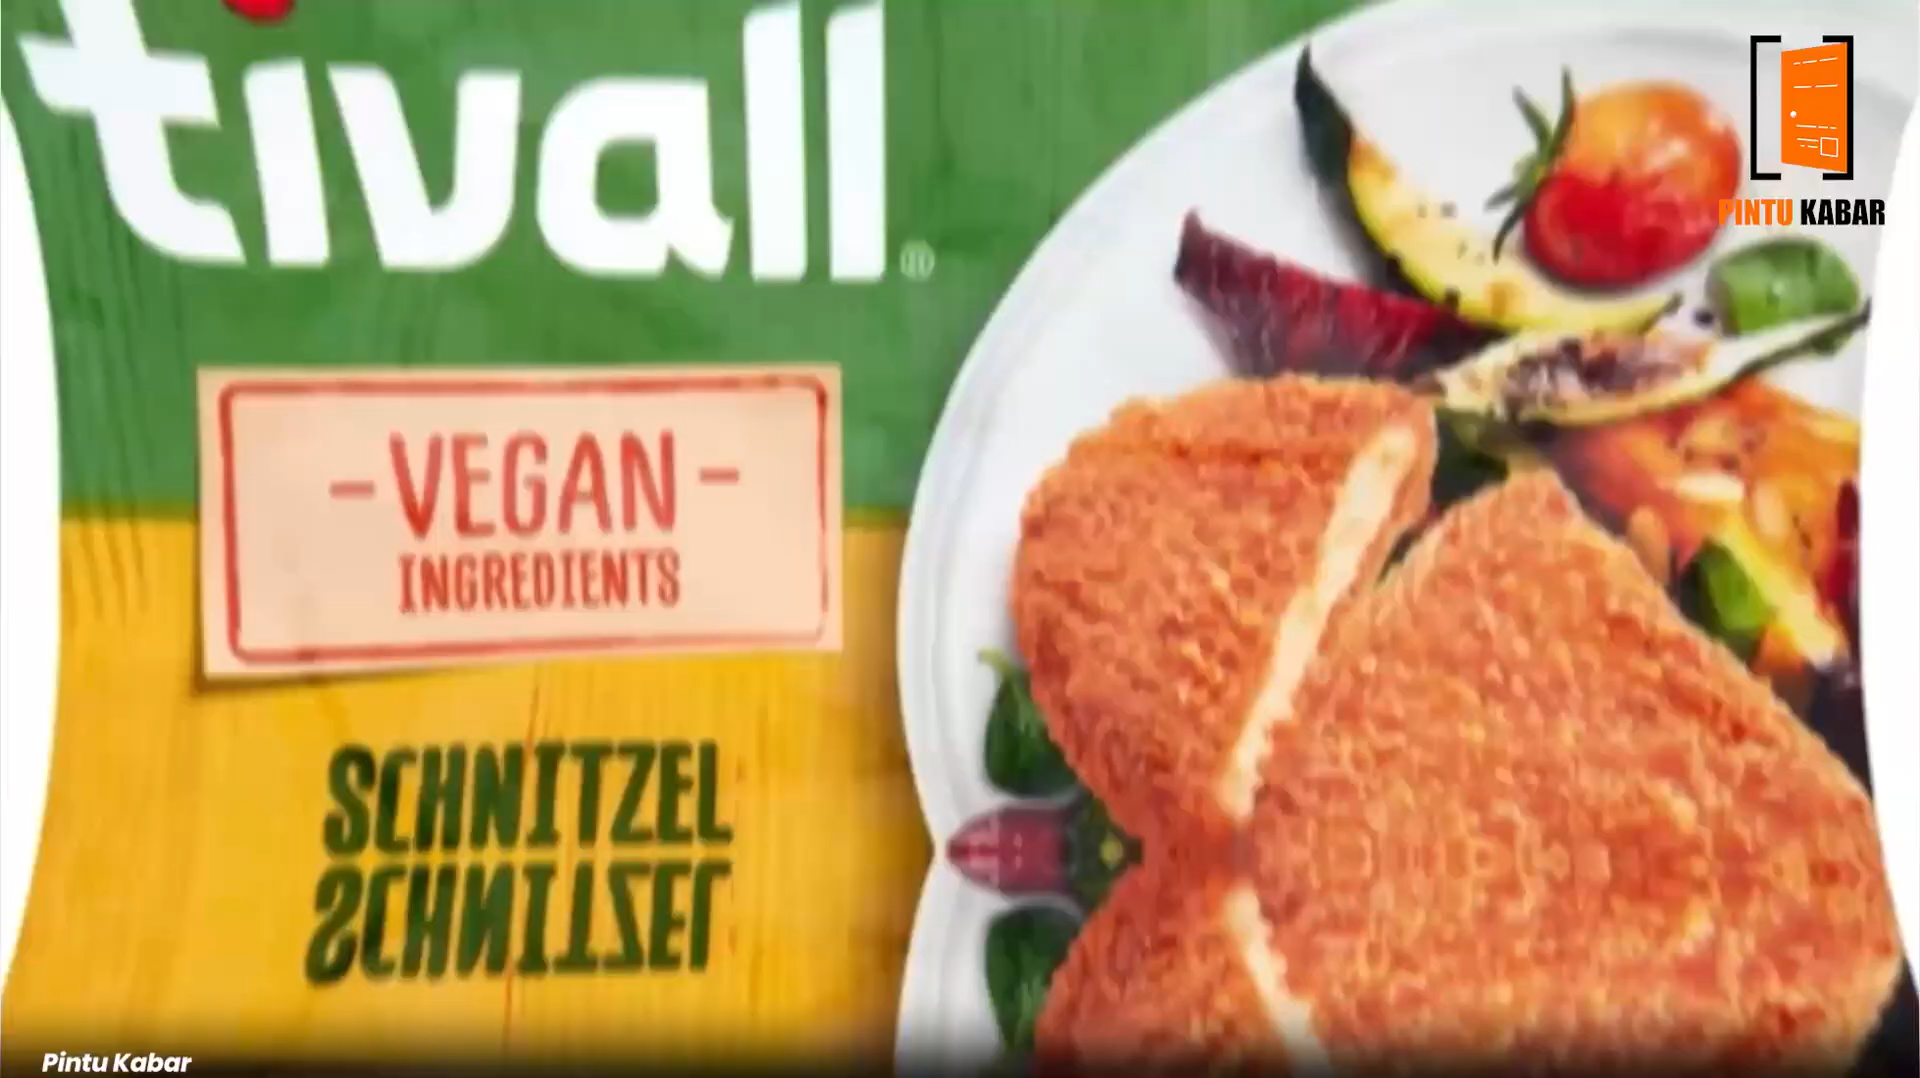 tivall®
PINTU KABAR
- VEGAN -
INGREDIENTS
SCHNITZEL
SCHNITZEL
Pintu Kabar